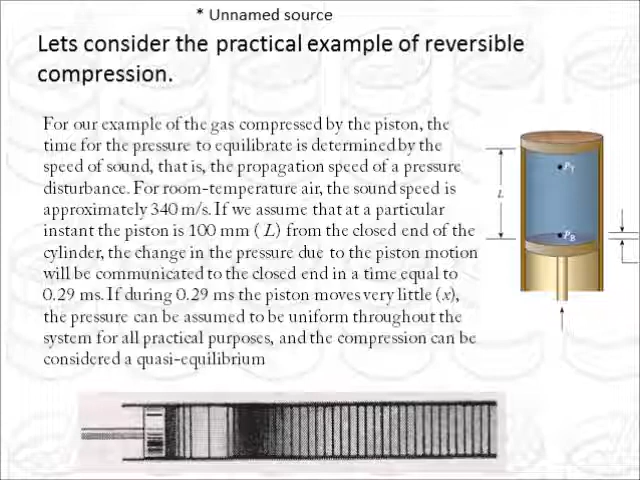 * Unnamed source
Lets consider the practical example of reversible
compression.
For our example of the gas compressed by the piston, the
time for the pressure to equilibrate is determined by the
speed of sound, that is, the propagation speed of a pressure
disturbance. For room-temperature air, the sound speed is
approximately 340 m/s. If we assume that at a particular
instant the piston is 100 mm ( L) from the closed end of the
cylinder, the change in the pressure due to the piston motion
will be communicated to the closed end in a time equal to
0.29 ms. If during 0.29 ms the piston moves very little (x),
the pressure can be assumed to be uniform throughout the
system for all practical purposes, and the compression can be
considered a quasi-equilibrium
PT
L
PB